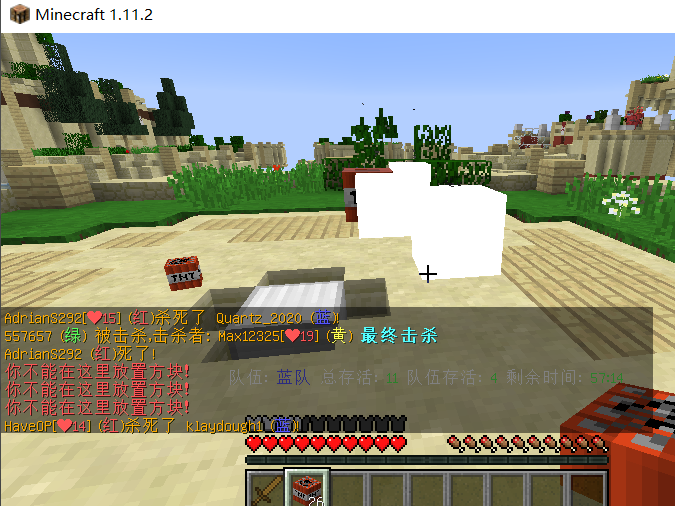 Minecraft 1.11.2
TNT
AdrianS292[❤15] (红)杀死了 Quartz_2020 (蓝)!
557657 (绿) 被击杀,击杀者: Max12325[❤19] (黄) 最终击杀
AdrianS292 (红)死了!
你不能在这里放置方块!
队伍: 蓝队 总存活: 11 队伍存活: 4 剩余时间:
你不能在这里放置方块!
你不能在这里放置方块!
HaveOP[❤14] (红)杀死了 klaydough1 (蓝)!
26